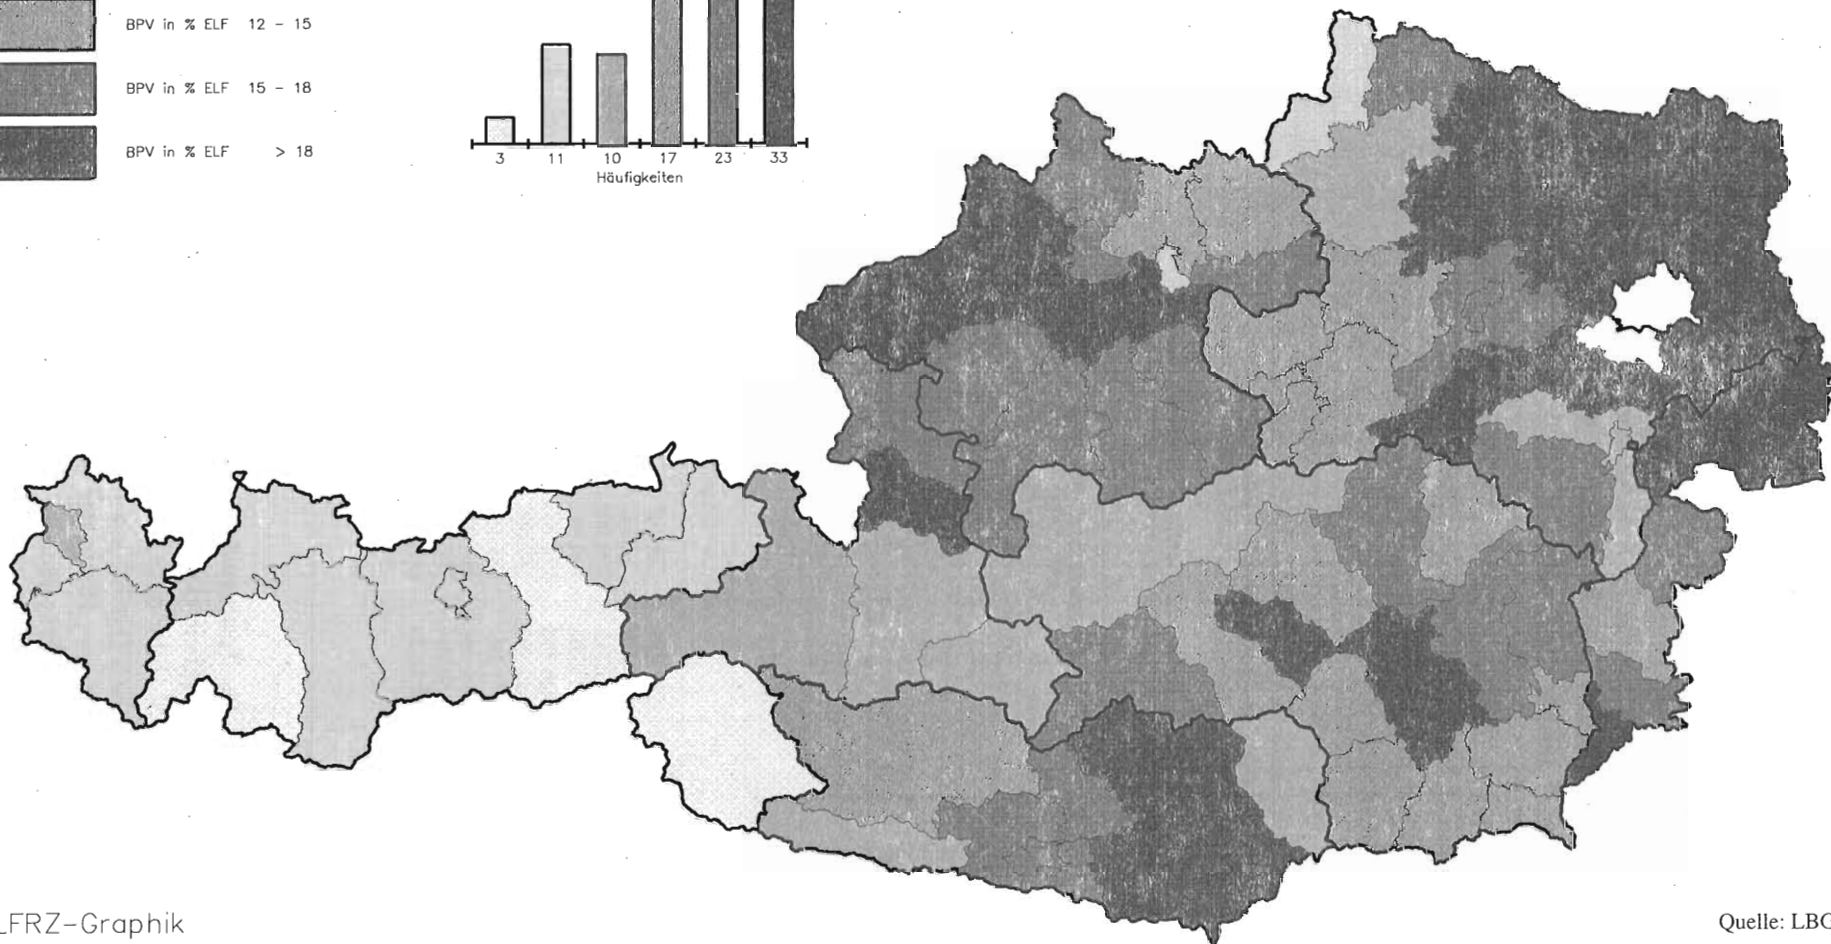 BPV in % ELF 12 - 15
BPV in % ELF 15 - 18
BPV in % ELF > 18
3 11 10 17 23 33
Häufigkeiten
LFRZ-Graphik
Quelle: LBG